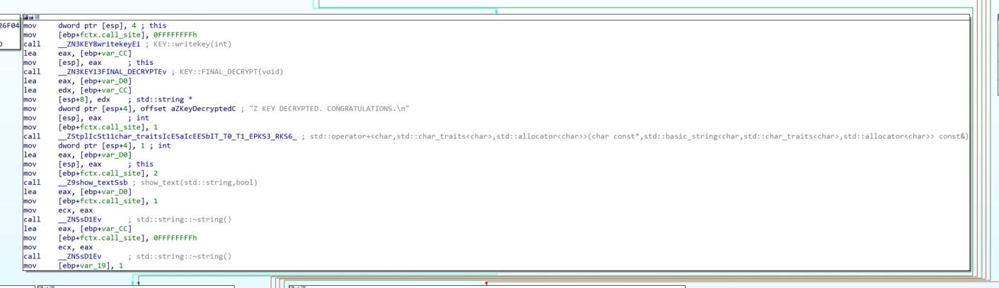 26F04
mov dword ptr [esp], 4 ; this
mov [ebp+fctx.call_site], 0FFFFFFFFh
call __ZN3KEY8writekeyEi ; KEY::writekey(int)
lea eax, [ebp+var_CC]
mov [esp], eax ; this
call __ZN3KEY13FINAL_DECRYPTEv ; KEY::FINAL_DECRYPT(void)
lea eax, [ebp+var_D0]
lea edx, [ebp+var_CC]
mov [esp+8], edx ; std::string *
mov dword ptr [esp+4], offset aZKeyDecryptedC ; "Z KEY DECRYPTED. CONGRATULATIONS.\n"
mov [esp], eax ; int
mov [ebp+fctx.call_site], 1
call __ZStplIcSt11char_traitsIcESaIcEESbIT_T0_T1_EPKS3_RKS6_ ; std::operator+<char,std::char_traits<char>,std::allocator<char>>(char const*,std::basic_string<char,std::char_traits<char>,std::allocator<char>> const&)
mov dword ptr [esp+4], 1 ; int
lea eax, [ebp+var_D0]
mov [esp], eax ; this
mov [ebp+fctx.call_site], 2
call __Z9show_textSsb ; show_text(std::string,bool)
lea eax, [ebp+var_D0]
mov [ebp+fctx.call_site], 1
mov ecx, eax
call __ZNSsD1Ev ; std::string::~string()
lea eax, [ebp+var_CC]
mov [ebp+fctx.call_site], 0FFFFFFFFh
mov ecx, eax
call __ZNSsD1Ev ; std::string::~string()
mov [ebp+var_19], 1